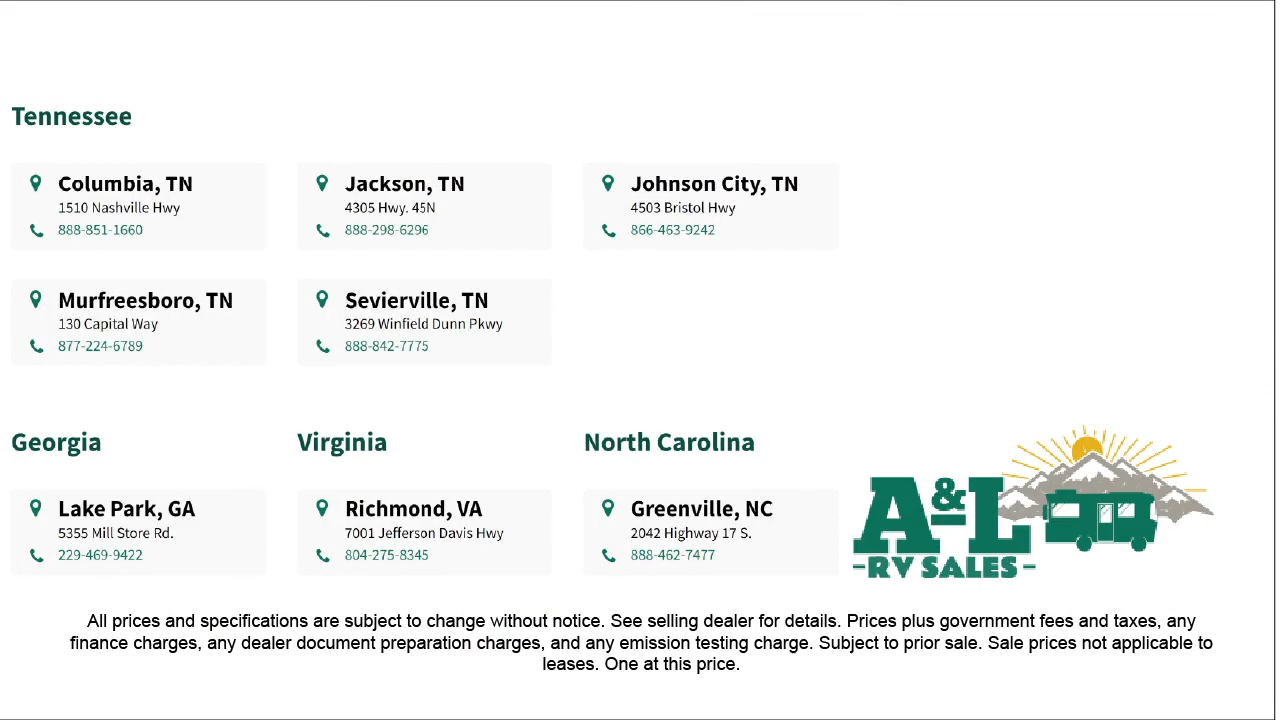 Tennessee
Columbia, TN
1510 Nashville Hwy
888-851-1660
Jackson, TN
4305 Hwy. 45N
888-298-6296
Johnson City, TN
4503 Bristol Hwy
866-463-9242
Murfreesboro, TN
130 Capital Way
877-224-6789
Sevierville, TN
3269 Winfield Dunn Pkwy
888-842-7775
Georgia
Lake Park, GA
5355 Mill Store Rd.
229-469-9422
Virginia
Richmond, VA
7001 Jefferson Davis Hwy
804-275-8345
North Carolina
Greenville, NC
2042 Highway 17 S.
888-462-7477
A&L
-RV SALES-
All prices and specifications are subject to change without notice. See selling dealer for details. Prices plus government fees and taxes, any
finance charges, any dealer document preparation charges, and any emission testing charge. Subject to prior sale. Sale prices not applicable to
leases. One at this price.